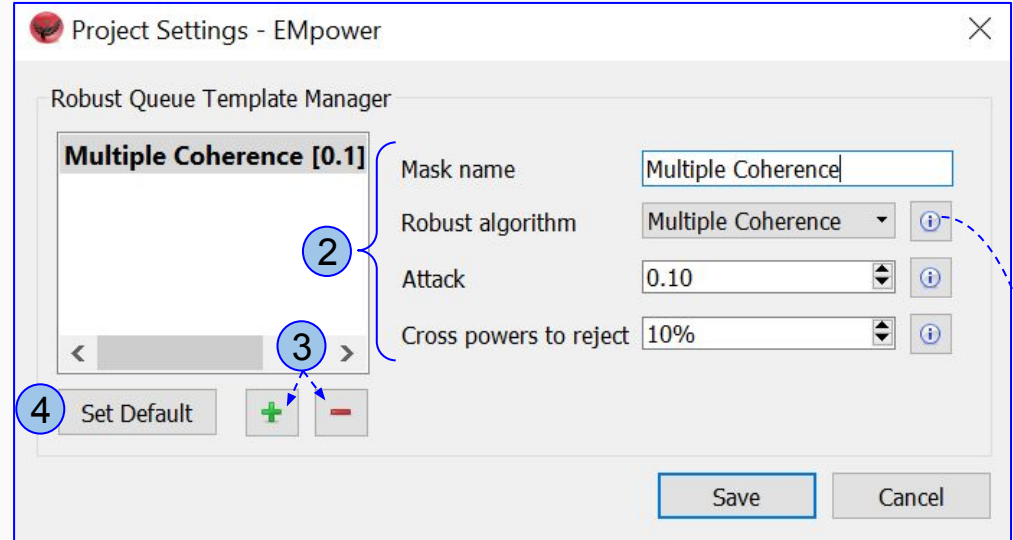 Project Settings - EMpower
Robust Queue Template Manager
Multiple Coherence [0.1]
Mask name
Multiple Coherence
Robust algorithm
Multiple Coherence
2
Attack
0.10
Cross powers to reject
10%
3
4
Set Default
Save
Cancel